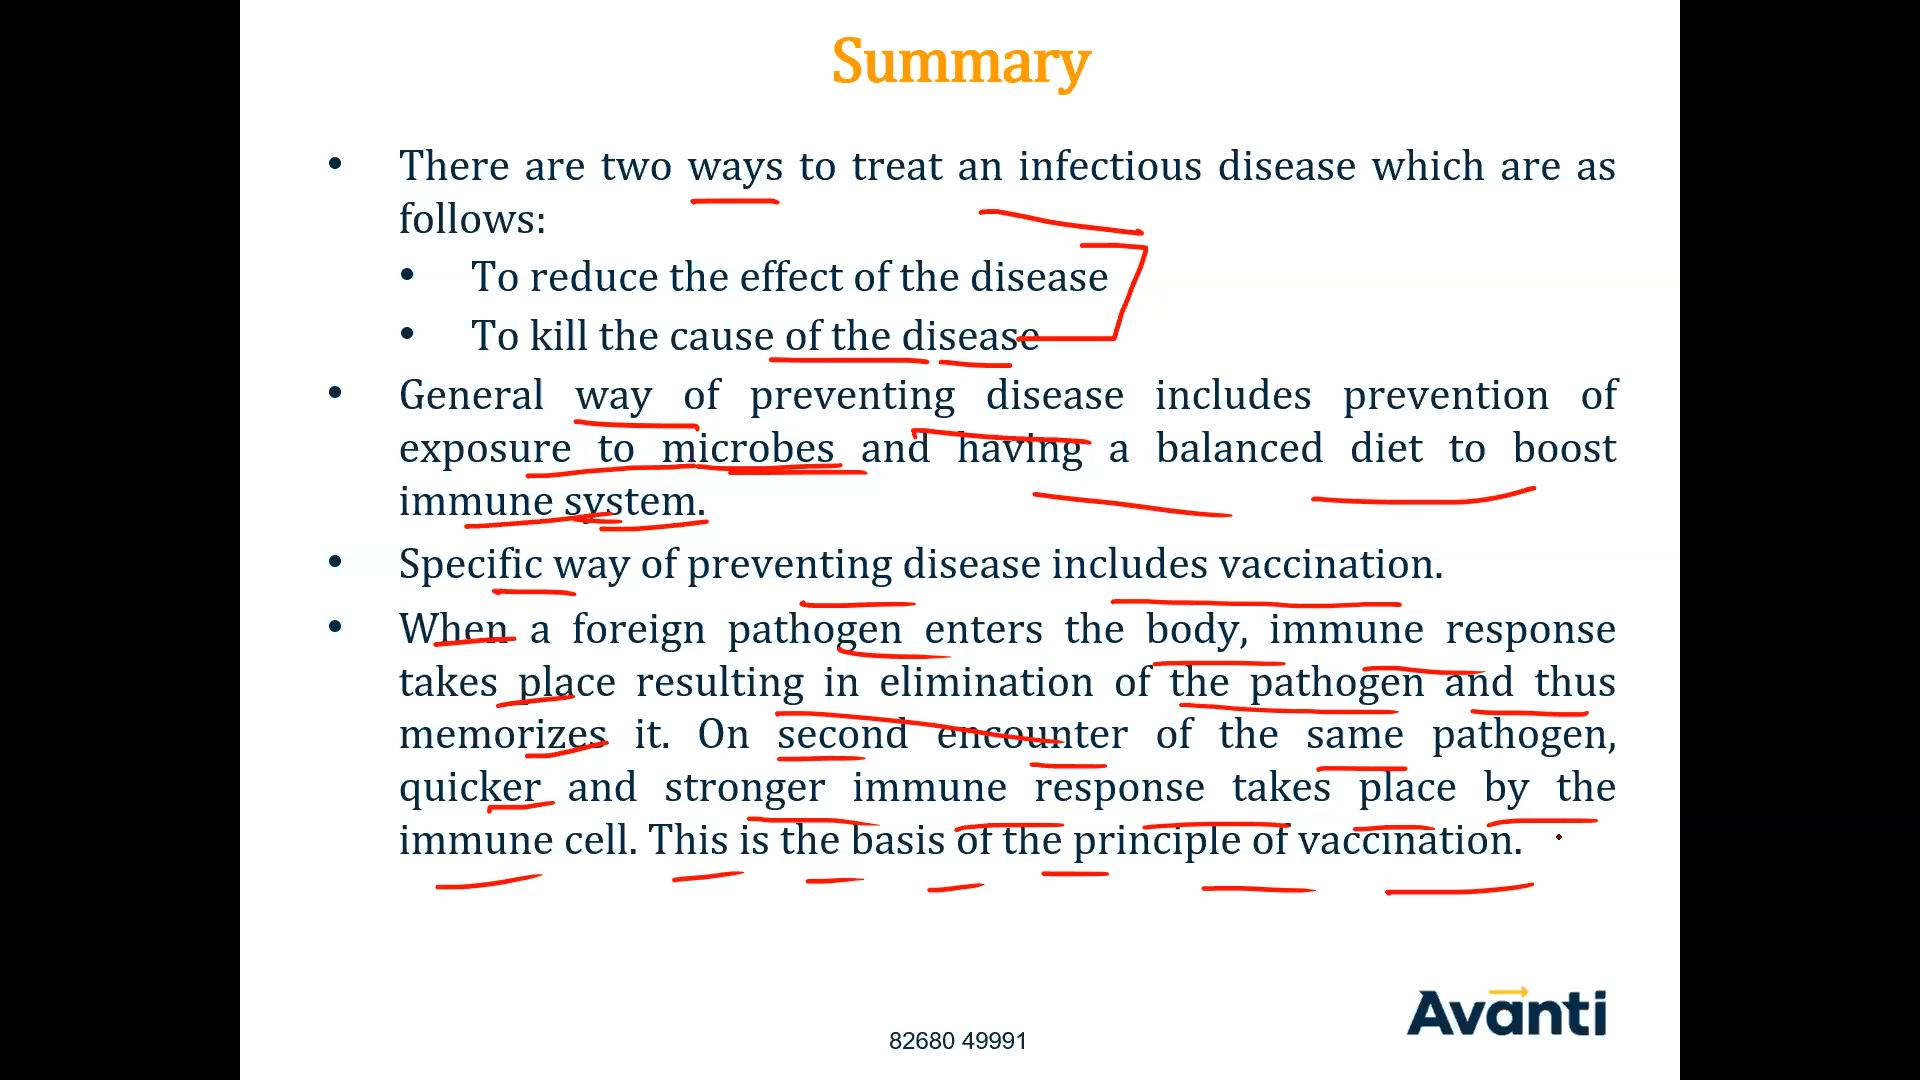 Summary
• There are two ways to treat an infectious disease which are as
follows:
• To reduce the effect of the disease
• To kill the cause of the disease
• General way of preventing disease includes prevention of
exposure to microbes and having a balanced diet to boost
immune system.
• Specific way of preventing disease includes vaccination.
• When a foreign pathogen enters the body, immune response
takes place resulting in elimination of the pathogen and thus
memorizes it. On second encounter of the same pathogen,
quicker and stronger immune response takes place by the
immune cell. This is the basis of the principle of vaccination.
Avanti
82680 49991